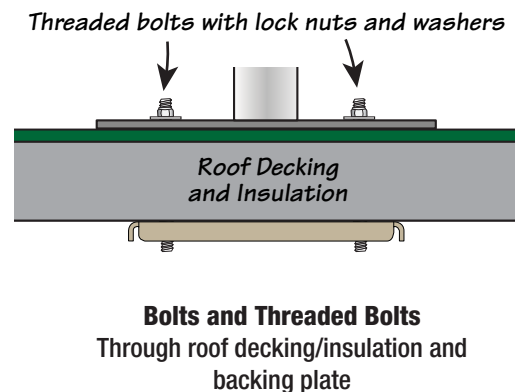 Threaded bolts with lock nuts and washers
Roof Decking
and Insulation
Bolts and Threaded Bolts
Through roof decking/insulation and
backing plate